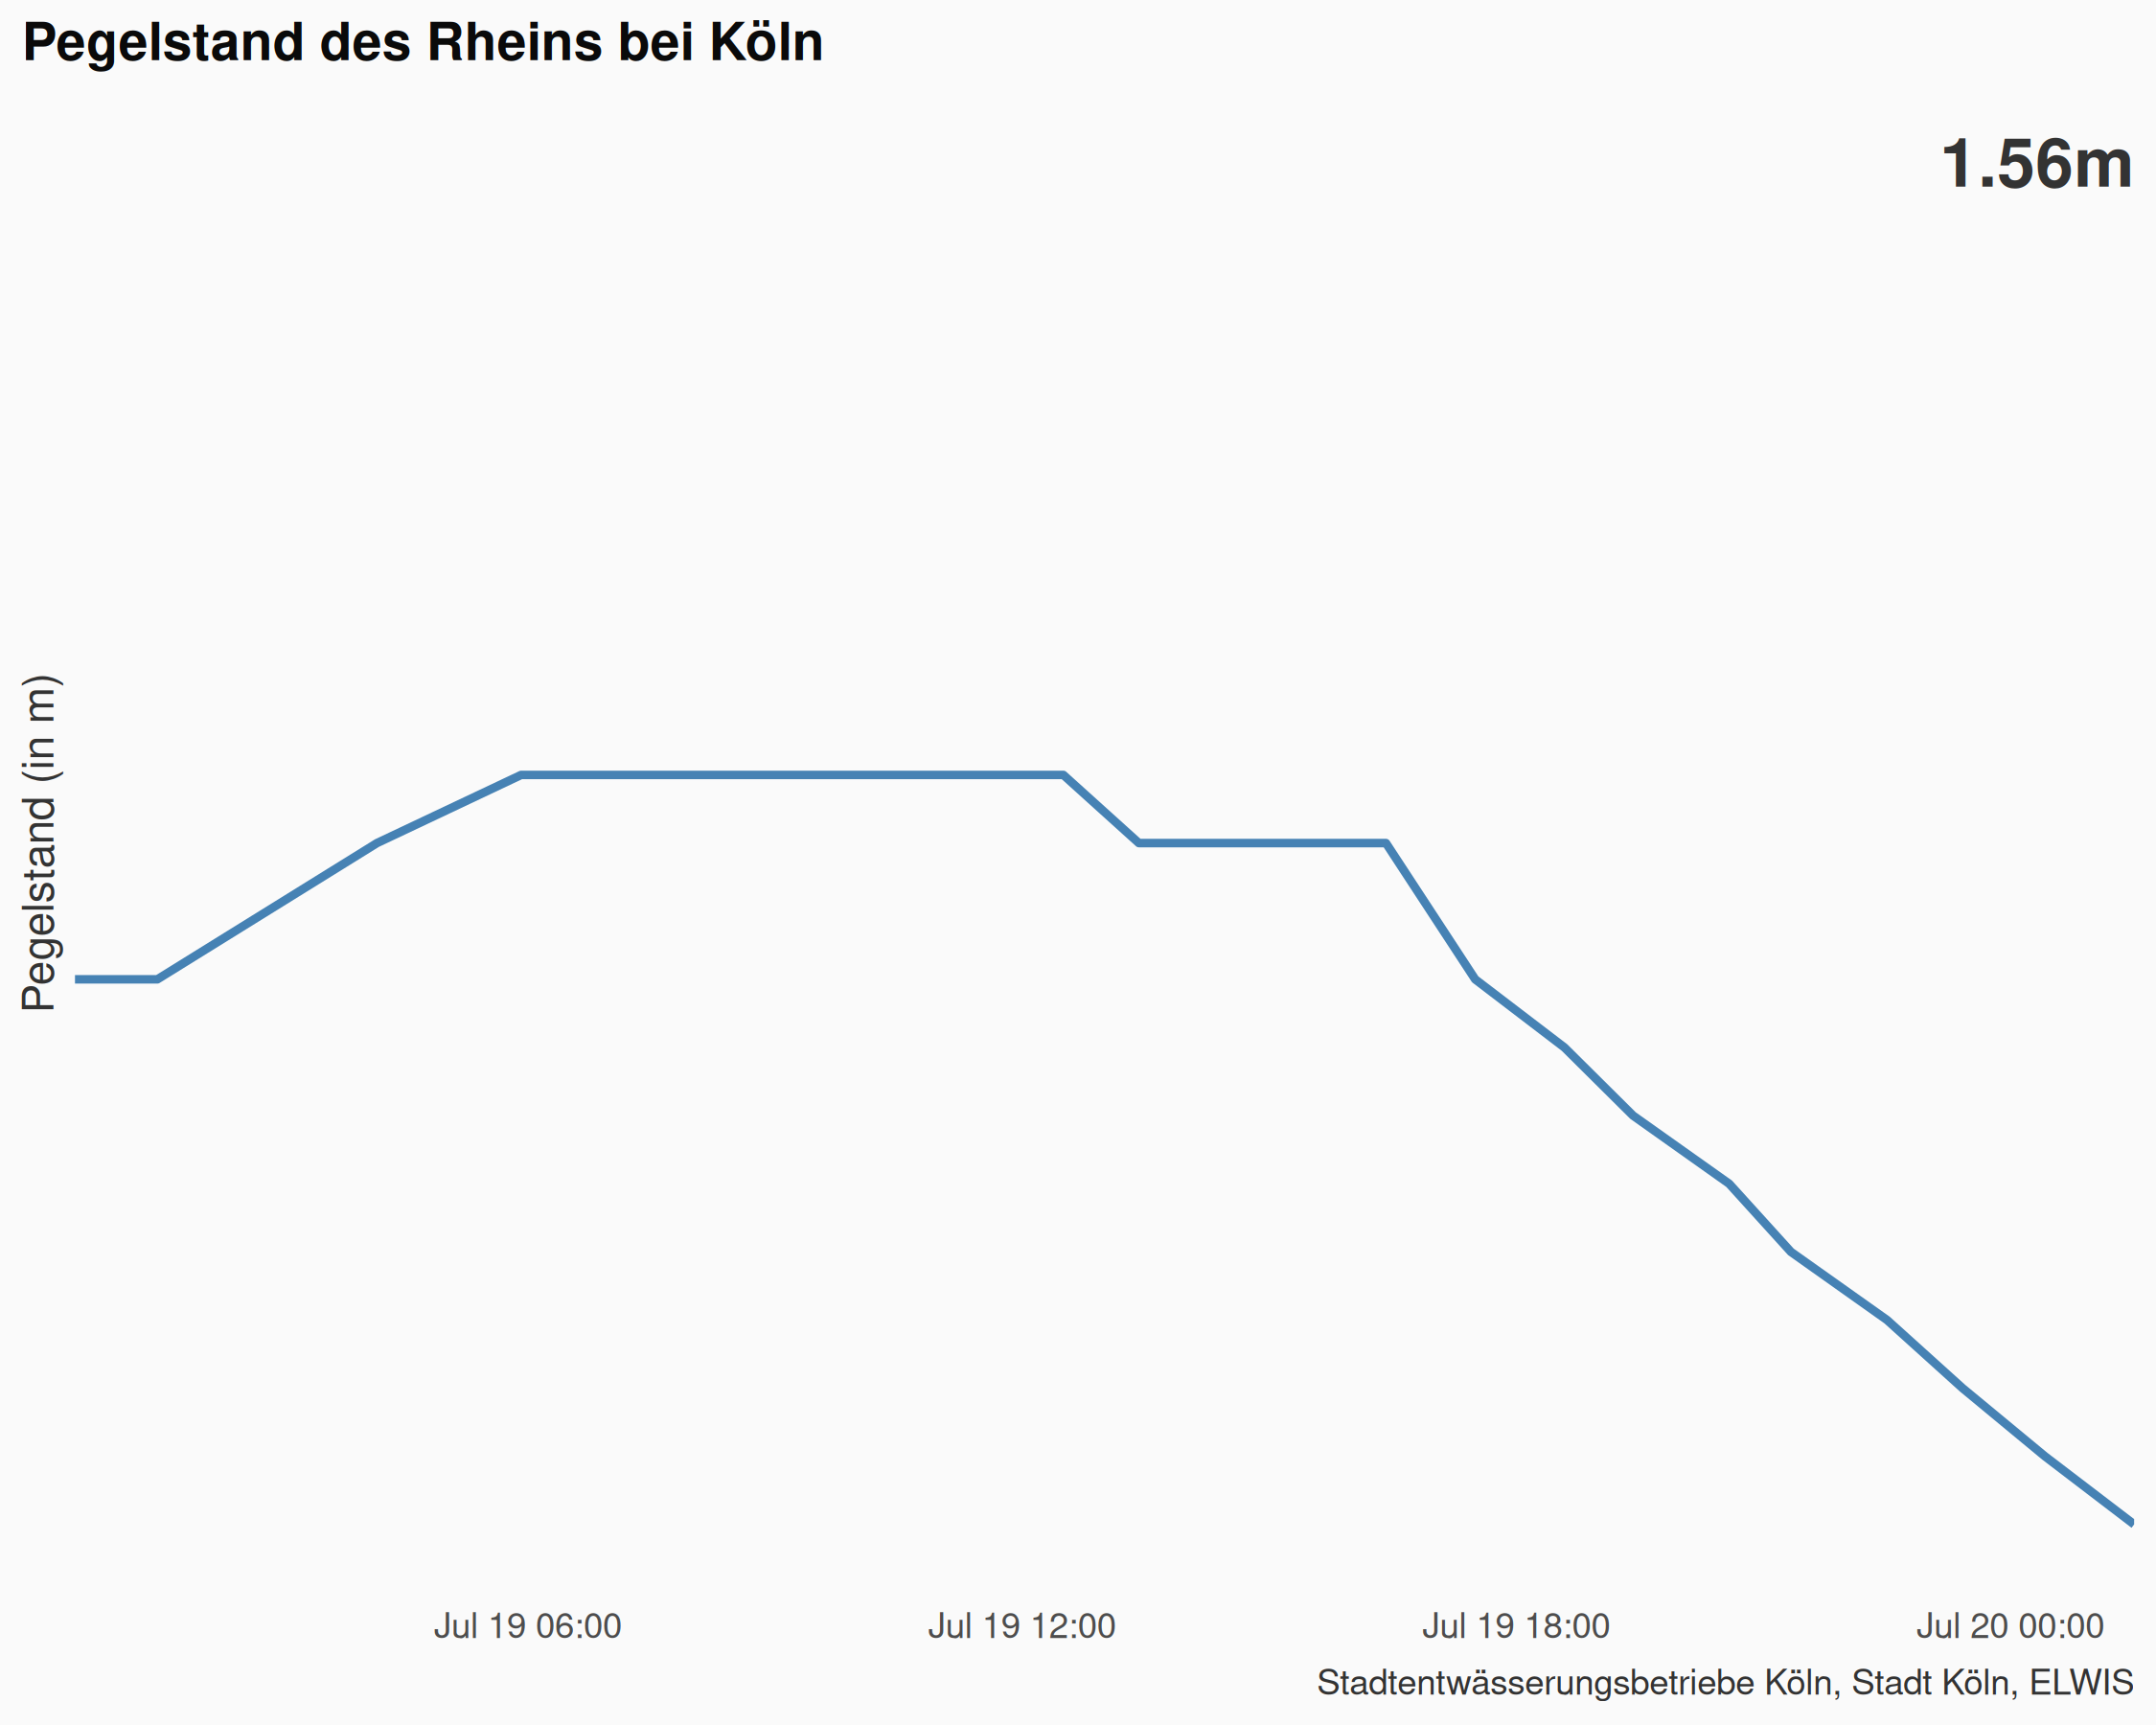 Pegelstand des Rheins bei Köln
1.56m
Pegelstand (in m)
Jul 19 06:00 Jul 19 12:00 Jul 19 18:00 Jul 20 00:00
Stadtentwässerungsbetriebe Köln, Stadt Köln, ELWIS